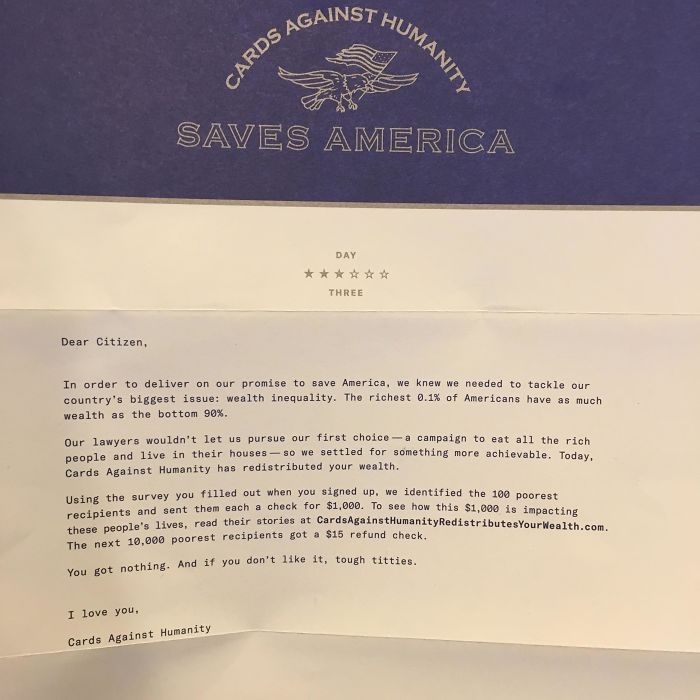 CARDS AGAINST HUMANITY
SAVES AMERICA
DAY
THREE
Dear Citizen,
In order to deliver on our promise to save America, we knew we needed to tackle our
country's biggest issue: wealth inequality. The richest 0.1% of Americans have as much
wealth as the bottom 90%.
Our lawyers wouldn't let us pursue our first choice—a campaign to eat all the rich
people and live in their houses—so we settled for something more achievable. Today,
Cards Against Humanity has redistributed your wealth.
Using the survey you filled out when you signed up, we identified the 100 poorest
recipients and sent them each a check for $1,000. To see how this $1,000 is impacting
these people's lives, read their stories at CardsAgainstHumanityRedistributesYourWealth.com.
The next 10,000 poorest recipients got a $15 refund check.
You got nothing. And if you don't like it, tough titties.
I love you,
Cards Against Humanity